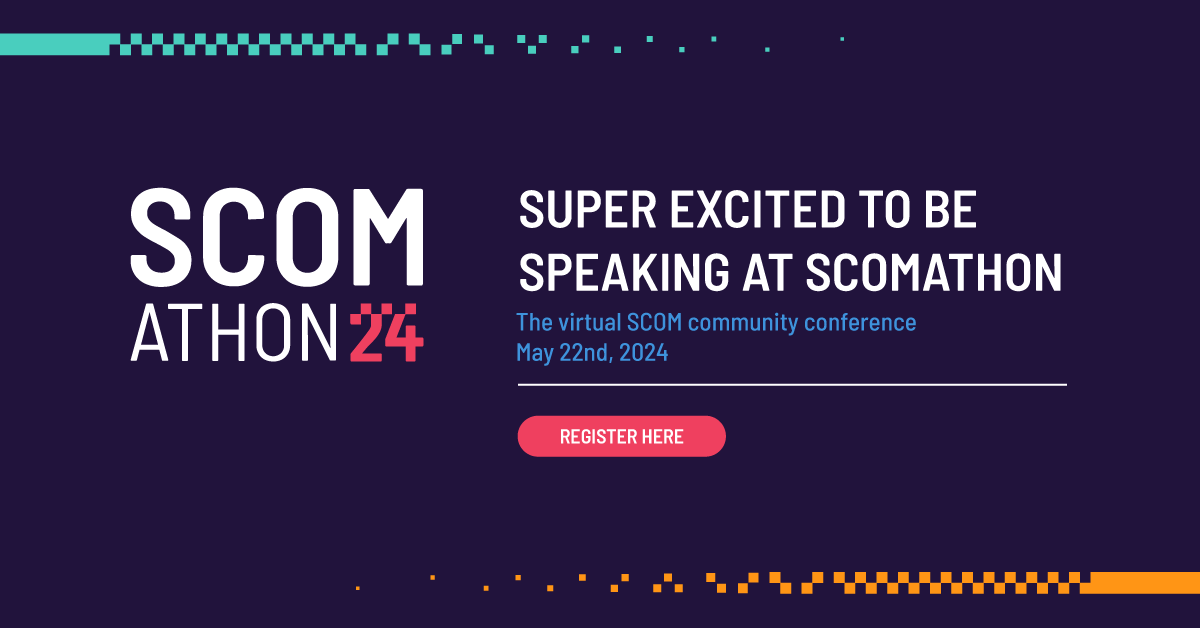 SCOM
ATHON 24
SUPER EXCITED TO BE
SPEAKING AT SCOMATHON
The virtual SCOM community conference
May 22nd, 2024
REGISTER HERE